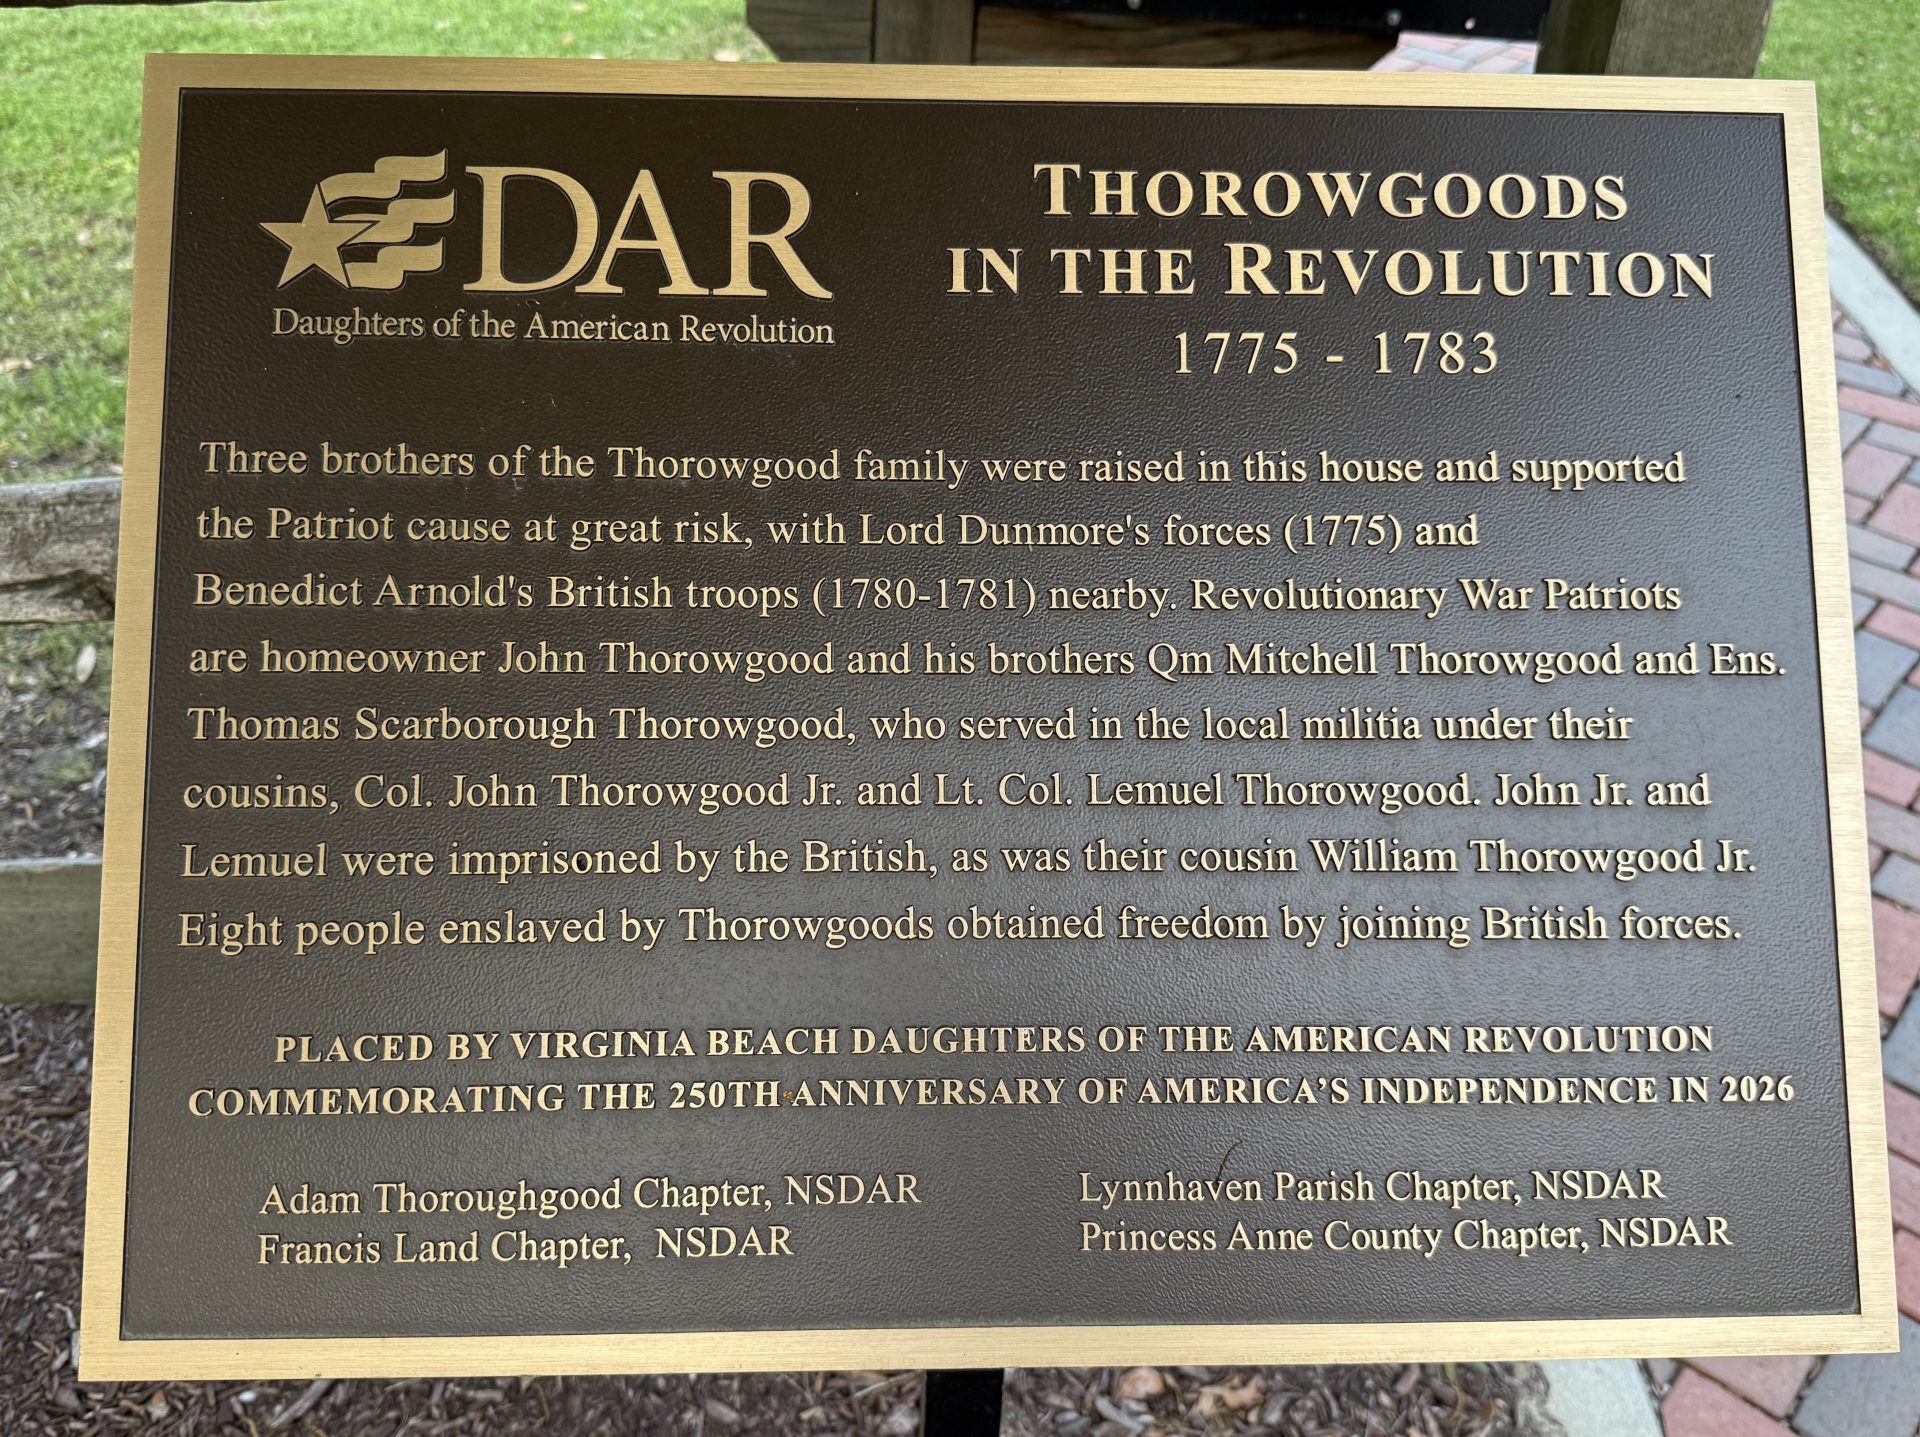 DAR
Daughters of the American Revolution
THOROWGOODS
IN THE REVOLUTION
1775 - 1783
Three brothers of the Thorowgood family were raised in this house and supported
the Patriot cause at great risk, with Lord Dunmore's forces (1775) and
Benedict Arnold's British troops (1780-1781) nearby. Revolutionary War Patriots
are homeowner John Thorowgood and his brothers Qm Mitchell Thorowgood and Ens.
Thomas Scarborough Thorowgood, who served in the local militia under their
cousins, Col. John Thorowgood Jr. and Lt. Col. Lemuel Thorowgood. John Jr. and
Lemuel were imprisoned by the British, as was their cousin William Thorowgood Jr.
Eight people enslaved by Thorowgoods obtained freedom by joining British forces.
PLACED BY VIRGINIA BEACH DAUGHTERS OF THE AMERICAN REVOLUTION
COMMEMORATING THE 250TH ANNIVERSARY OF AMERICA’S INDEPENDENCE IN 2026
Adam Thoroughgood Chapter, NSDAR
Francis Land Chapter, NSDAR
Lynnhaven Parish Chapter, NSDAR
Princess Anne County Chapter, NSDAR